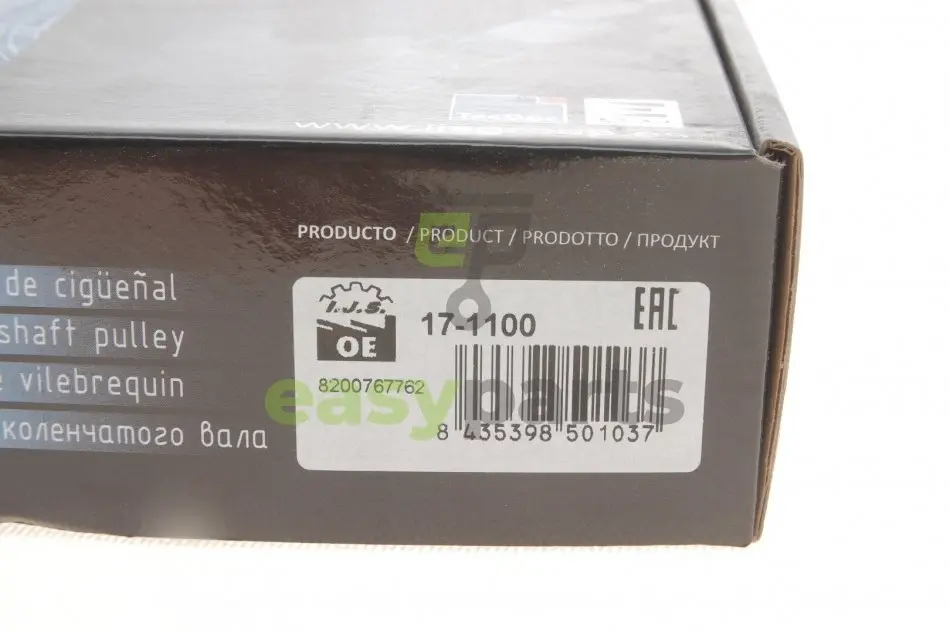 PRODUCTO / PRODUCT / PRODOTTO / ПРОДУКТ
de cigüeñal
shaft pulley
vilebrequin
коленчатого вала
I.J.S.
OE
17-1100
EAC
8200767762
8 435398 501037
ep
easyparts